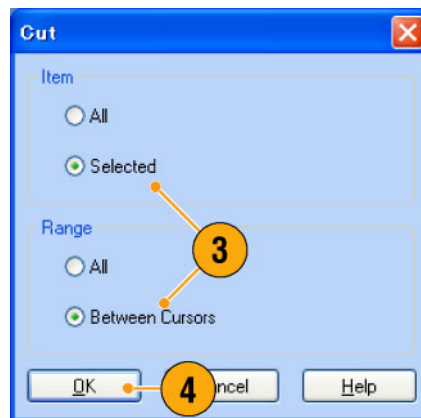 Cut
Item
All
Selected
3
Range
All
Between Cursors
OK 4 ncel Help